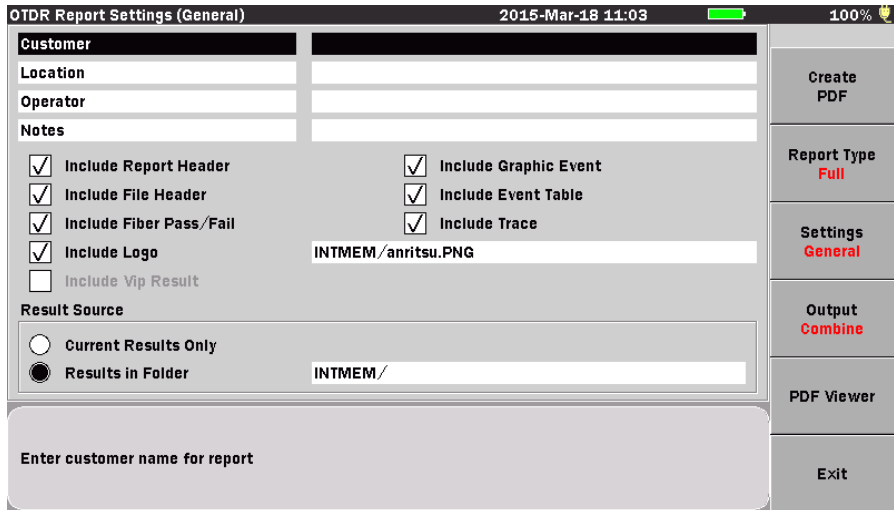 OTDR Report Settings (General) 2015-Mar-18 11:03 100%
Customer
Location
Operator
Notes
Include Report Header Include Graphic Event
Include File Header Include Event Table
Include Fiber Pass/Fail Include Trace
Include Logo INTMEM/anritsu.PNG
Include Vip Result
Result Source
Current Results Only
Results in Folder INTMEM/
Enter customer name for report
Create
PDF
Report Type
Full
Settings
General
Output
Combine
PDF Viewer
Exit